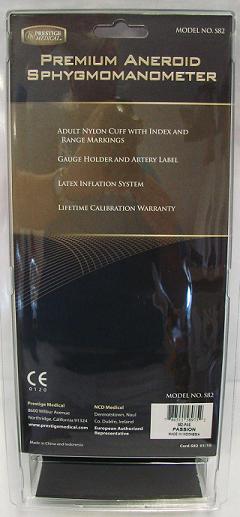 PRESTIGE
MEDICAL
MODEL NO. S82
PREMIUM ANEROID
SPHYGMOMANOMETER
ADULT NYLON CUFF WITH INDEX AND
RANGE MARKINGS
GAUGE HOLDER AND ARTERY LABEL
LATEX INFLATION SYSTEM
LIFETIME CALIBRATION WARRANTY
CE
0120
MODEL NO. S82
Prestige Medical
8600 Wilbur Avenue
Northridge, California 91324
www.prestigemedical.com
NCD Medical
Dermotstown, Naul
Co. Dublin, Ireland
European Authorized
Representative
PASSION
MADE IN INDONESIA
Made in China and Indonesia
Card-S82